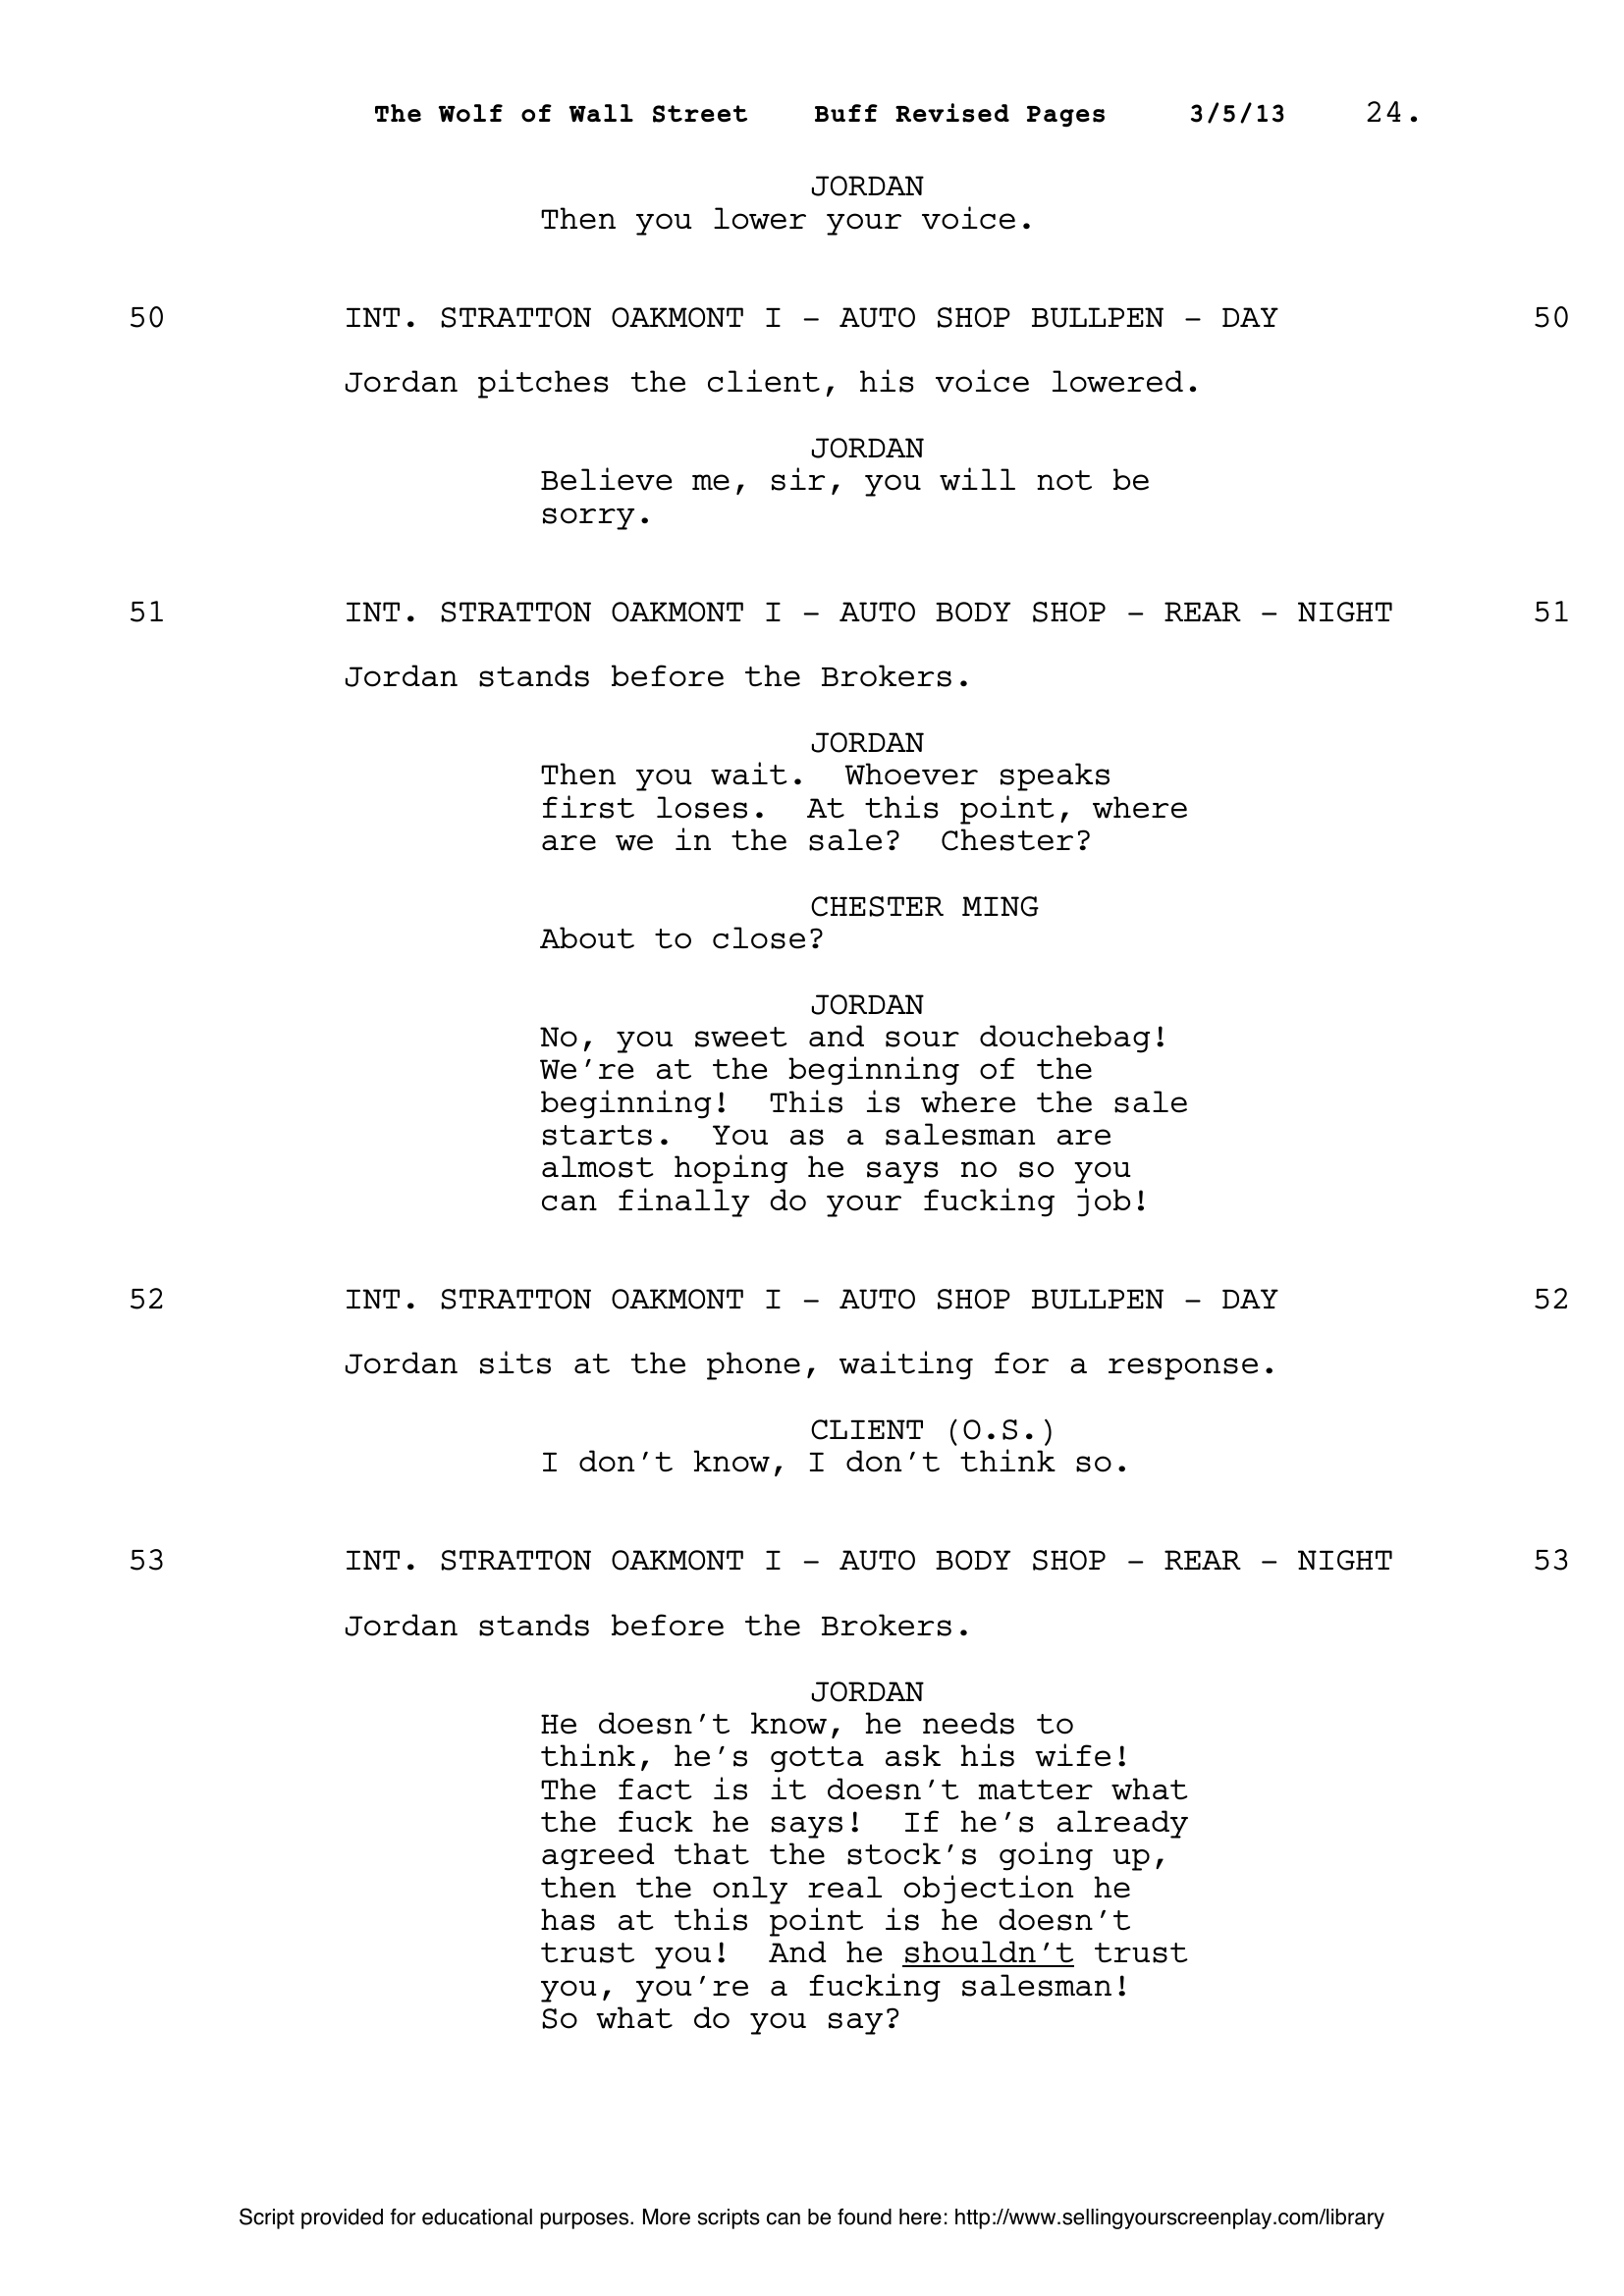 The Wolf of Wall Street    Buff Revised Pages    3/5/13    24.
JORDAN
Then you lower your voice.
50    INT. STRATTON OAKMONT I – AUTO SHOP BULLPEN – DAY    50
Jordan pitches the client, his voice lowered.
JORDAN
Believe me, sir, you will not be
sorry.
51    INT. STRATTON OAKMONT I – AUTO BODY SHOP – REAR – NIGHT    51
Jordan stands before the Brokers.
JORDAN
Then you wait.  Whoever speaks
first loses.  At this point, where
are we in the sale?  Chester?
CHESTER MING
About to close?
JORDAN
No, you sweet and sour douchebag!
We're at the beginning of the
beginning!  This is where the sale
starts.  You as a salesman are
almost hoping he says no so you
can finally do your fucking job!
52    INT. STRATTON OAKMONT I – AUTO SHOP BULLPEN – DAY    52
Jordan sits at the phone, waiting for a response.
CLIENT (O.S.)
I don't know, I don't think so.
53    INT. STRATTON OAKMONT I – AUTO BODY SHOP – REAR – NIGHT    53
Jordan stands before the Brokers.
JORDAN
He doesn't know, he needs to
think, he's gotta ask his wife!
The fact is it doesn't matter what
the fuck he says!  If he's already
agreed that the stock's going up,
then the only real objection he
has at this point is he doesn't
trust you!  And he shouldn't trust
you, you're a fucking salesman!
So what do you say?
Script provided for educational purposes. More scripts can be found here: http://www.sellingyourscreenplay.com/library